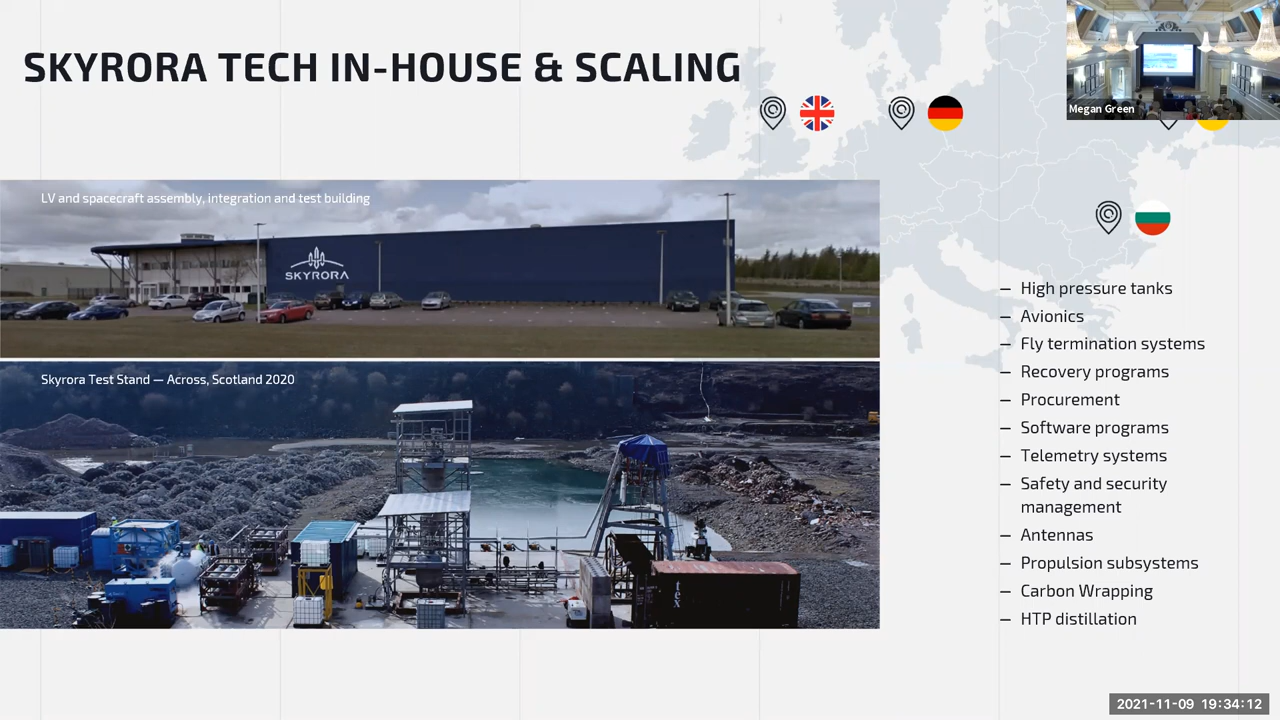 SKYRORA TECH IN-HOUSE & SCALING
Megan Green
LV and spacecraft assembly, integration and test building
SKYRORA
Skyrora Test Stand — Across, Scotland 2020
tex
– High pressure tanks
– Avionics
– Fly termination systems
– Recovery programs
– Procurement
– Software programs
– Telemetry systems
– Safety and security
management
– Antennas
– Propulsion subsystems
– Carbon Wrapping
– HTP distillation
2021-11-09 19:34:12